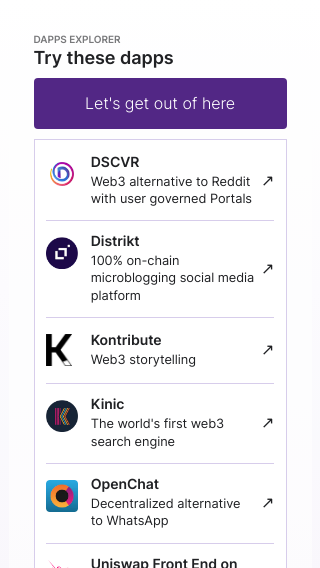 DAPPS EXPLORER
Try these dapps
Let's get out of here
DSCVR
Web3 alternative to Reddit
with user governed Portals
Distrikt
100% on-chain
microblogging social media
platform
Kontribute
Web3 storytelling
Kinic
The world's first web3
search engine
OpenChat
Decentralized alternative
to WhatsApp
Uniswap Front End on